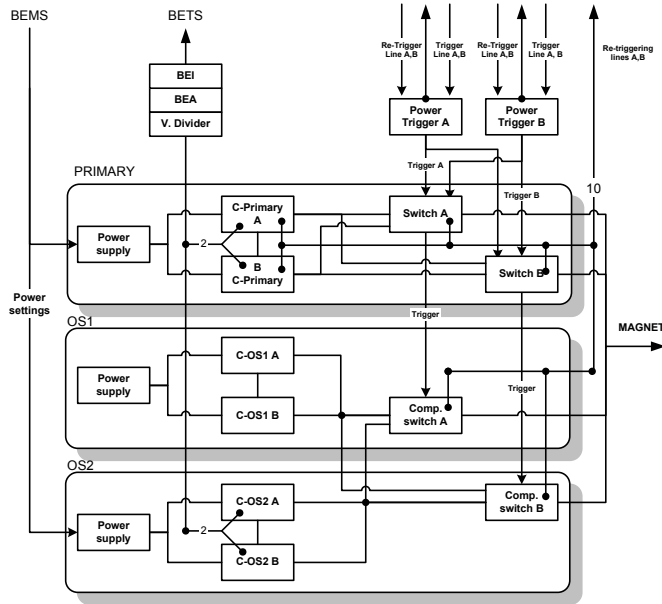 BEMS
BETS
Re-Trigger
Line A,B
Trigger
Line A,B
Re-Trigger
Line A,B
Trigger
Line A, B
Re-triggering
lines A,B
BEI
BEA
V. Divider
Power
Trigger A
Power
Trigger B
PRIMARY
Trigger A
Trigger B
10
C-Primary
A
Switch A
Power
supply
2
B
C-Primary
Switch B
Power
settings
Trigger
MAGNET
OS1
C-OS1 A
Power
supply
Trigger
C-OS1 B
Comp.
switch A
OS2
C-OS2 A
Comp.
switch B
Power
supply
2
C-OS2 B